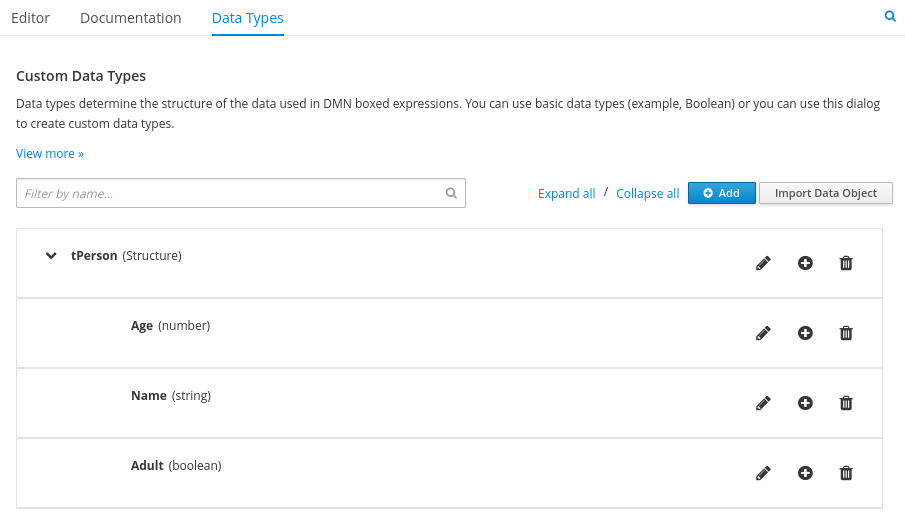 Editor Documentation Data Types
Custom Data Types
Data types determine the structure of the data used in DMN boxed expressions. You can use basic data types (example, Boolean) or you can use this dialog
to create custom data types.
View more »
Filter by name... Expand all / Collapse all Add Import Data Object
tPerson (Structure)
Age (number)
Name (string)
Adult (boolean)